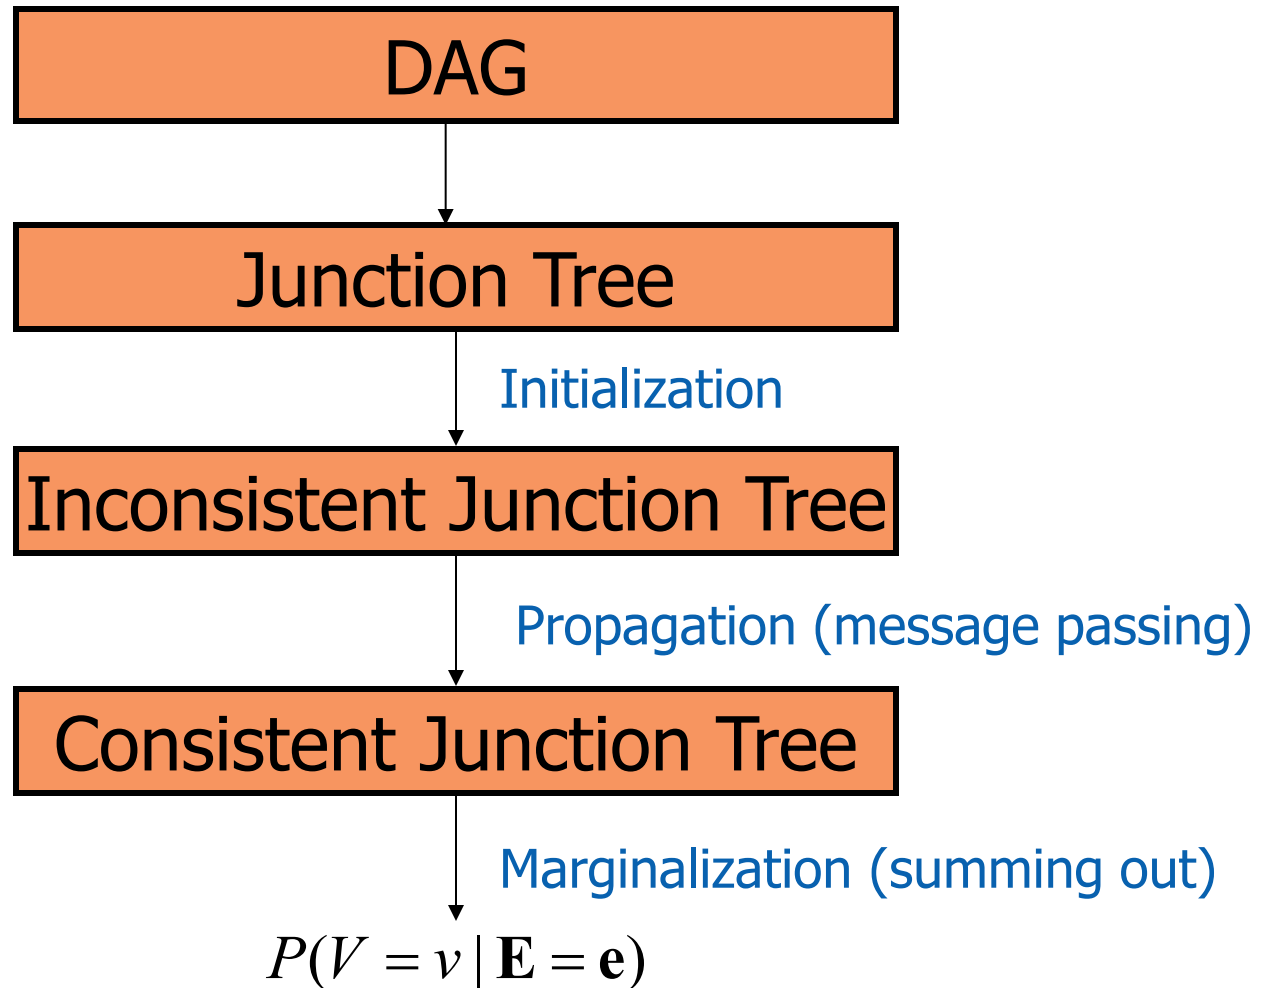 DAG
Junction Tree
Initialization
Inconsistent Junction Tree
Propagation (message passing)
Consistent Junction Tree
Marginalization (summing out)
P(V = v | E = e)